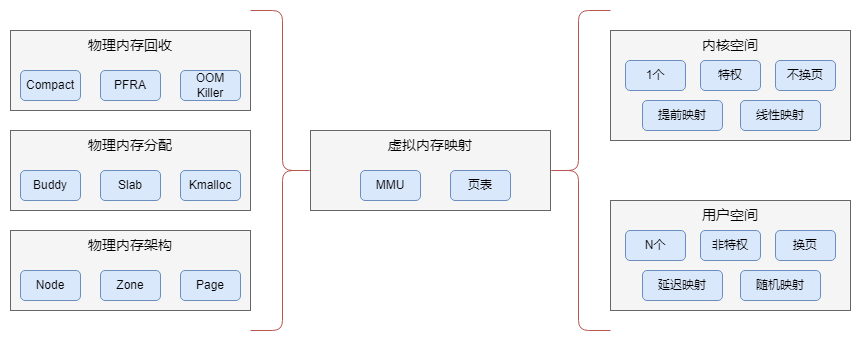 物理内存回收
Compact
PFRA
OOM
Killer
物理内存分配
Buddy
Slab
Kmalloc
物理内存架构
Node
Zone
Page
虚拟内存映射
MMU
页表
内核空间
1个
特权
不换页
提前映射
线性映射
用户空间
N个
非特权
换页
延迟映射
随机映射